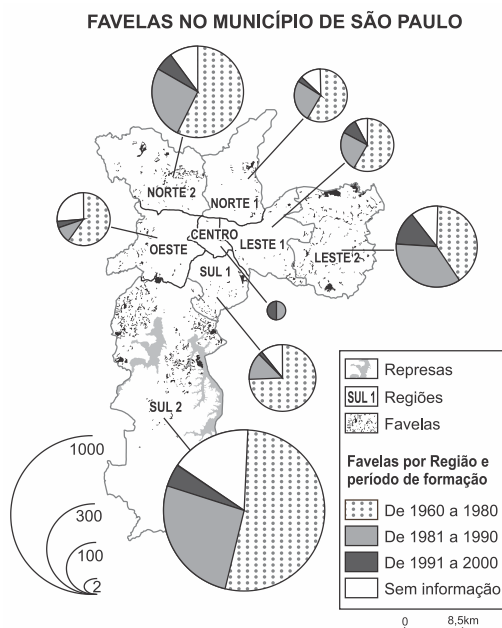 FAVELAS NO MUNICÍPIO DE SÃO PAULO
NORTE 2
NORTE 1
CENTRO
OESTE
LESTE 1
LESTE 2
SUL 1
SUL 2
1000
300
100
2
Represas
SUL 1 Regiões
Favelas
Favelas por Região e
período de formação
De 1960 a 1980
De 1981 a 1990
De 1991 a 2000
Sem informação
0 8,5km